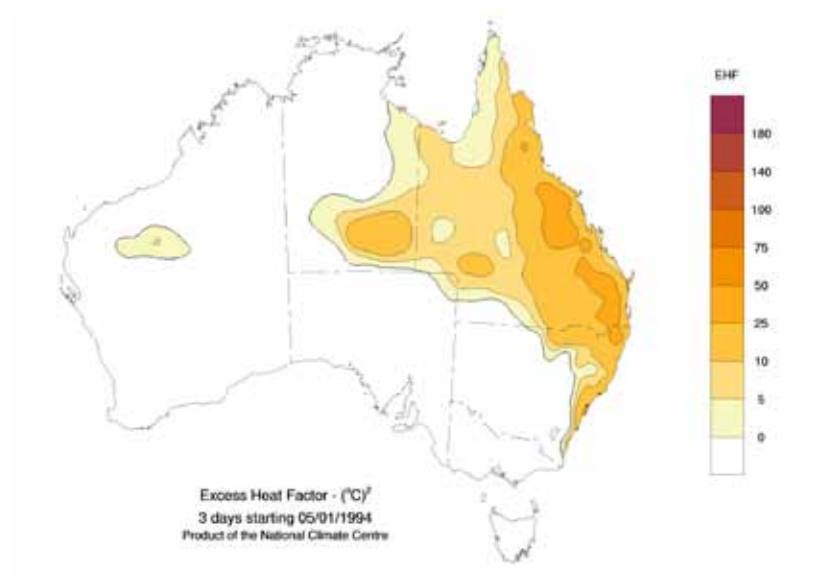 EHF
180
140
100
75
50
25
10
5
0
Excess Heat Factor - (°C)²
3 days starting 05/01/1994
Product of the National Climate Centre